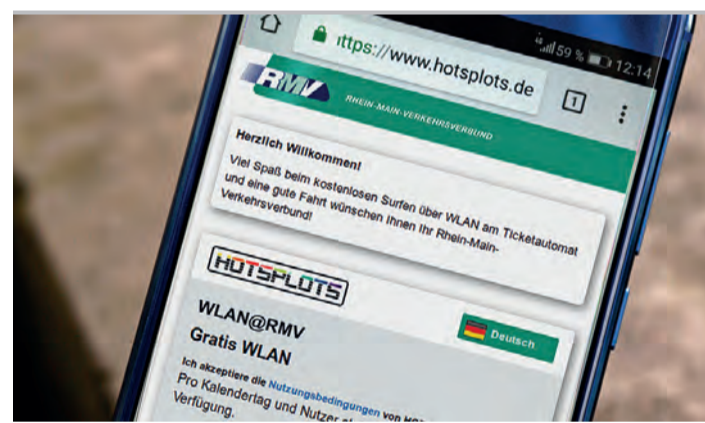 https://www.hotsplots.de
1
59 %
12:14
RMV
RHEIN-MAIN-VERKEHRSVERBUND
Herzlich Willkommen!
Viel Spaß beim kostenlosen Surfen über WLAN am Ticketautomat
und eine gute Fahrt wünschen Ihnen Ihr Rhein-Main-
Verkehrsverbund!
HOTSPLOTS
Deutsch
WLAN@RMV
Gratis WLAN
Ich akzeptiere die Nutzungsbedingungen von
Pro Kalendertag und Nutzer
Verfügung.